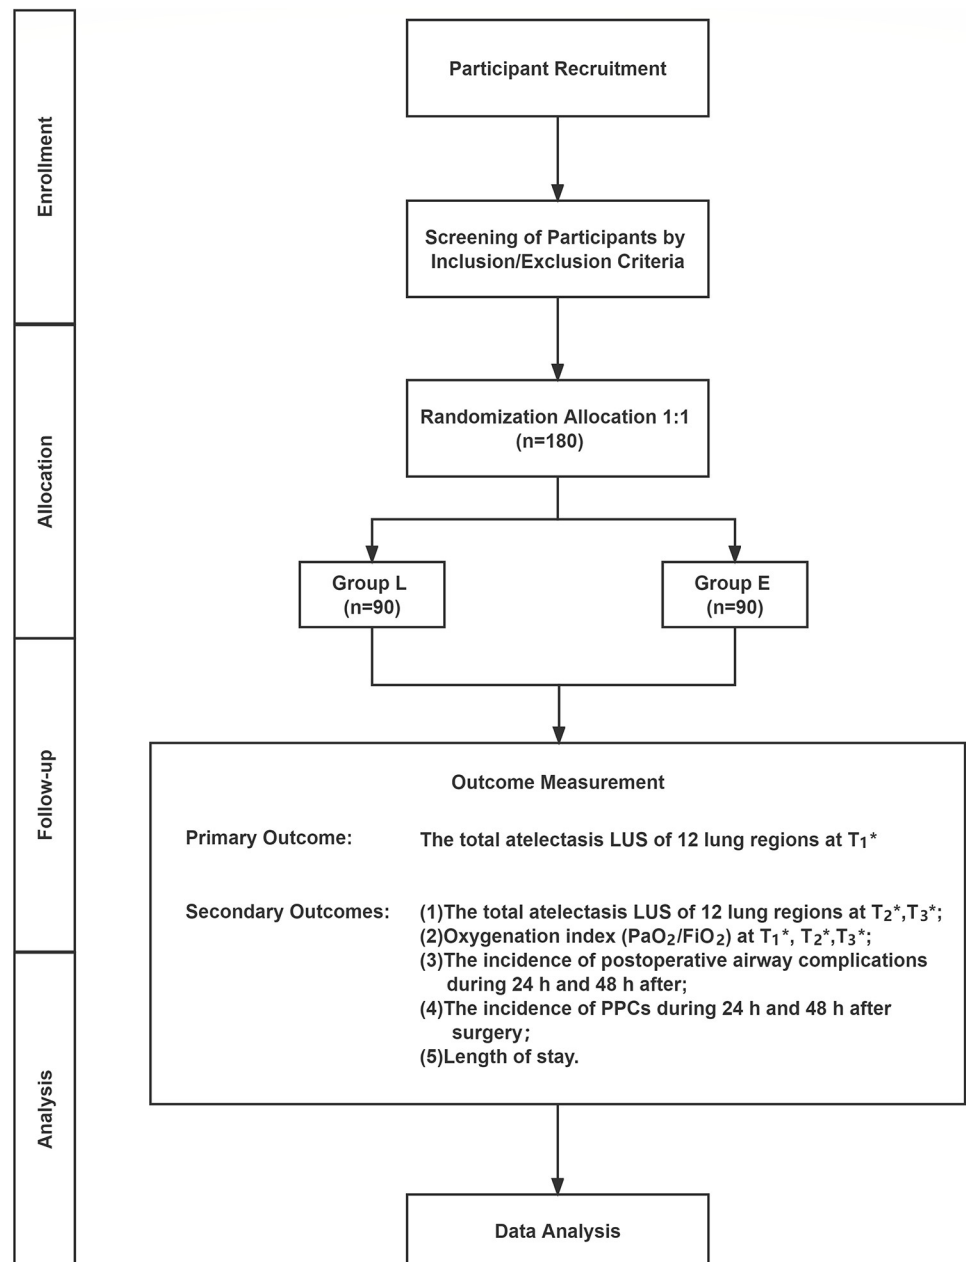 Enrollment
Participant Recruitment
Screening of Participants by
Inclusion/Exclusion Criteria
Allocation
Randomization Allocation 1:1
(n=180)
Group L
(n=90)
Group E
(n=90)
Follow-up
Outcome Measurement
Primary Outcome: The total atelectasis LUS of 12 lung regions at T₁*
Secondary Outcomes: (1)The total atelectasis LUS of 12 lung regions at T₂*,T₃*;
(2)Oxygenation index (PaO₂/FiO₂) at T₁*, T₂*,T₃*;
(3)The incidence of postoperative airway complications
during 24 h and 48 h after;
(4)The incidence of PPCs during 24 h and 48 h after
surgery;
(5)Length of stay.
Analysis
Data Analysis